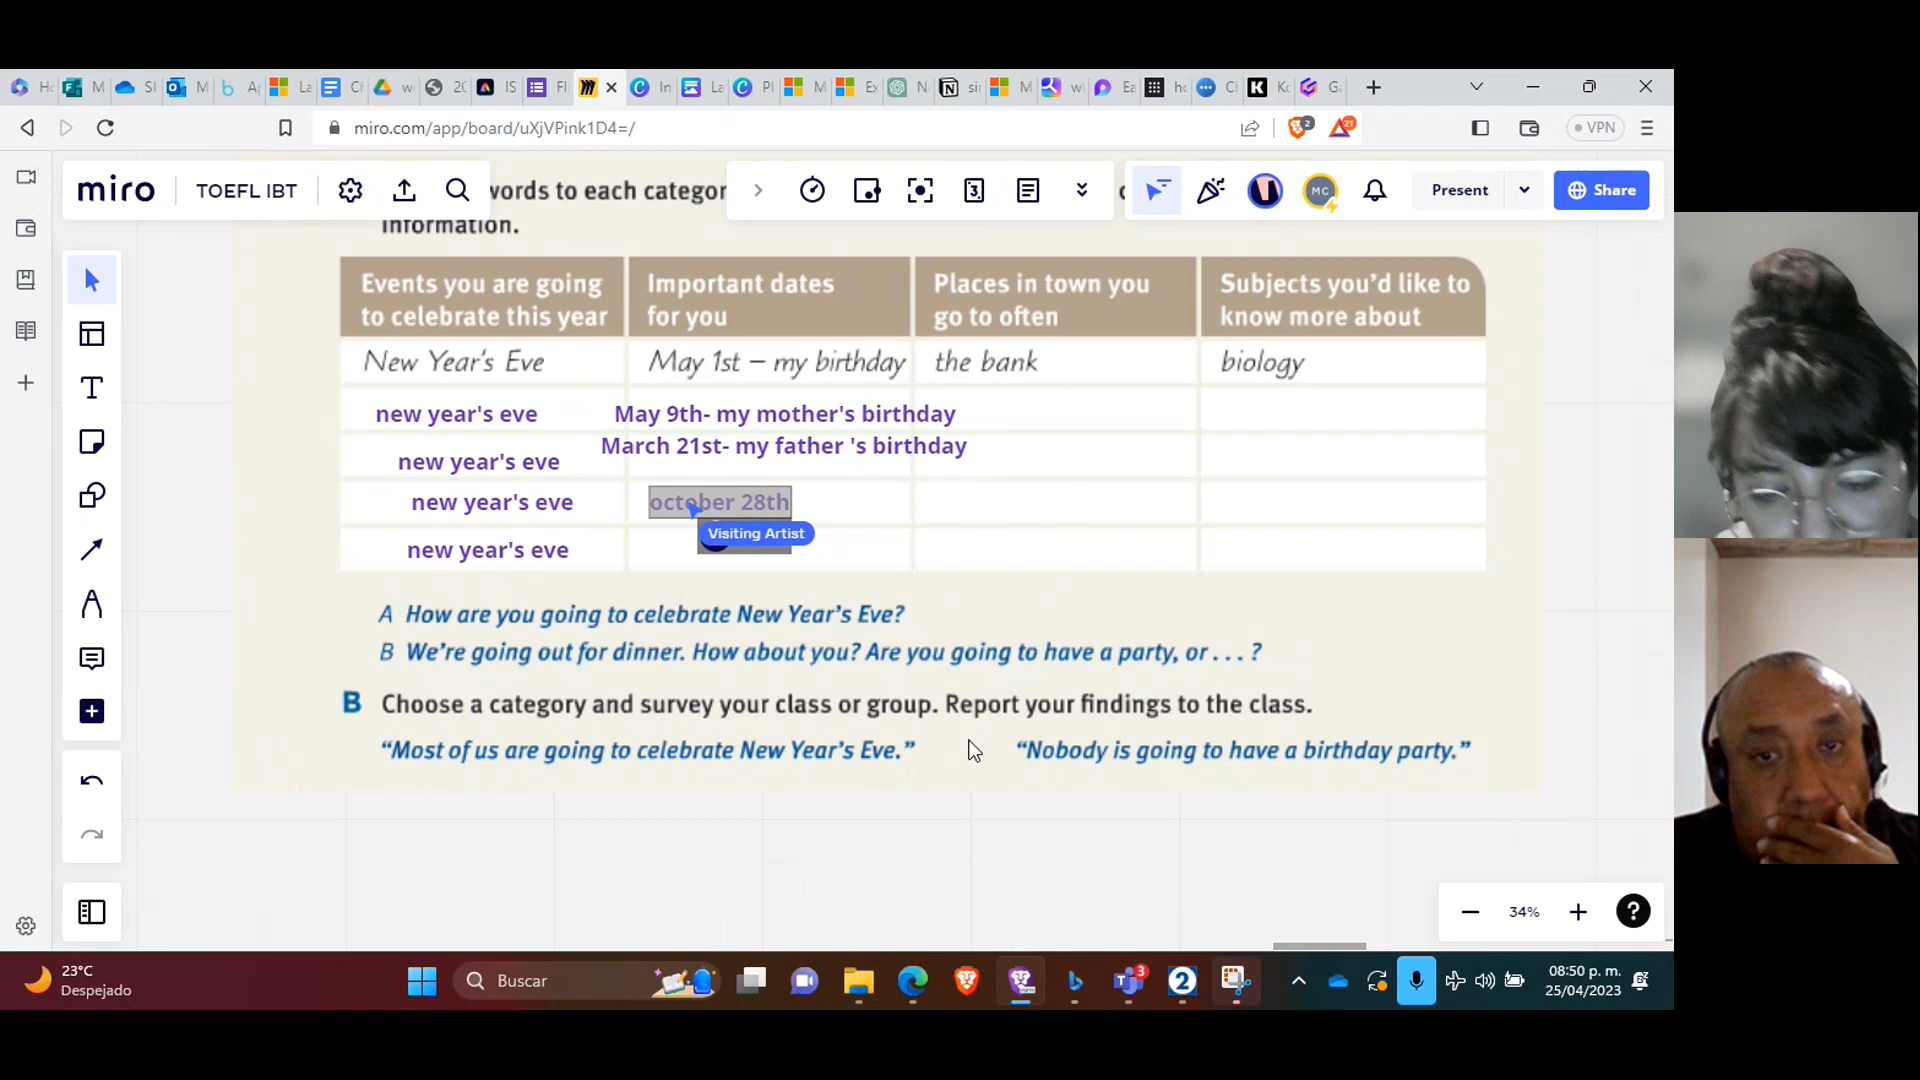 miro.com/app/board/uXjVPink1D4=/
2
21
VPN
miro
TOEFL IBT
MC
Present
Share
words to each categor
information.
Events you are going
to celebrate this year
Important dates
for you
Places in town you
go to often
Subjects you'd like to
know more about
New Year's Eve
May 1st – my birthday
the bank
biology
new year's eve
May 9th- my mother's birthday
new year's eve
March 21st- my father 's birthday
new year's eve
october 28th
Visiting Artist
new year's eve
A How are you going to celebrate New Year's Eve?
B We're going out for dinner. How about you? Are you going to have a party, or . . . ?
B Choose a category and survey your class or group. Report your findings to the class.
"Most of us are going to celebrate New Year's Eve."
"Nobody is going to have a birthday party."
34%
23°C
Despejado
Buscar
3
2
08:50 p. m.
25/04/2023